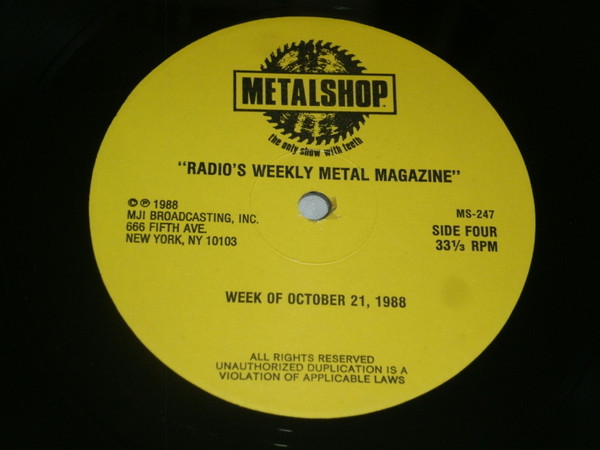 METALSHOP
the only show with teeth
"RADIO'S WEEKLY METAL MAGAZINE"
© ℗ 1988
MJI BROADCASTING, INC.
666 FIFTH AVE.
NEW YORK, NY 10103
MS-247
SIDE FOUR
33⅓ RPM
WEEK OF OCTOBER 21, 1988
ALL RIGHTS RESERVED
UNAUTHORIZED DUPLICATION IS A
VIOLATION OF APPLICABLE LAWS